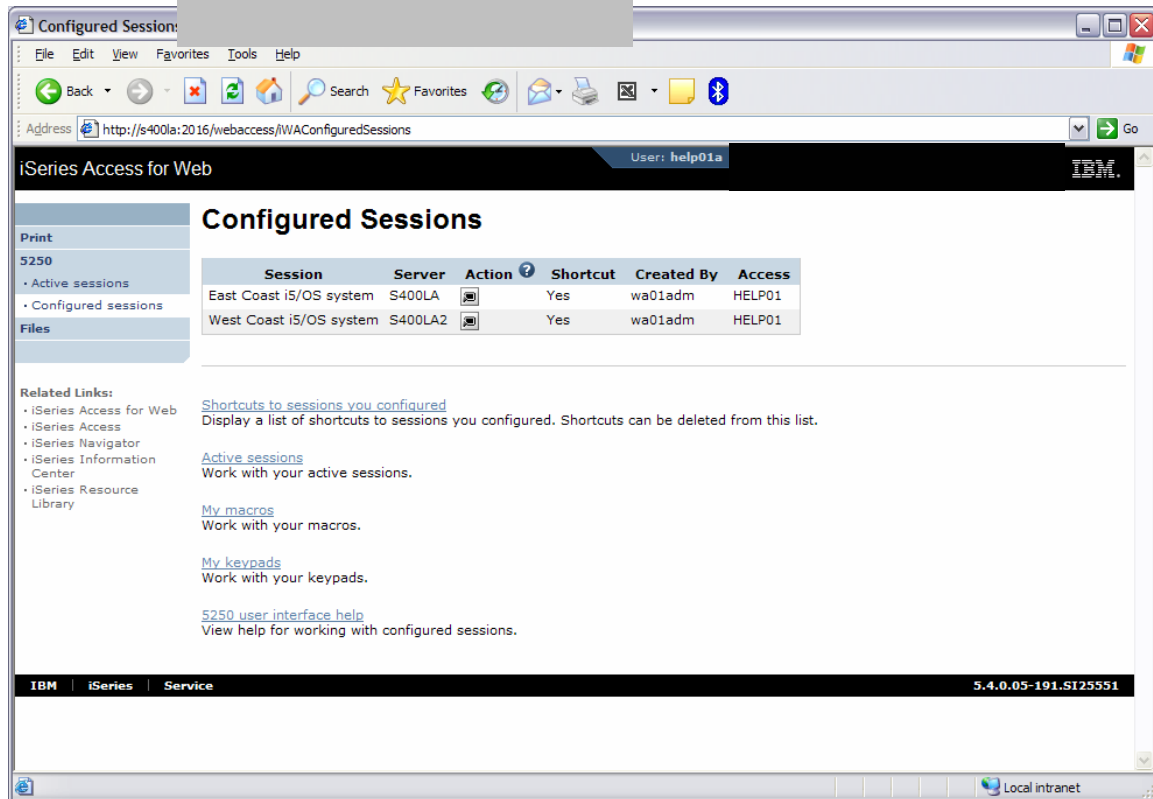 Configured Sessions
File Edit View Favorites Tools Help
Back Search Favorites
Address http://s400la:2016/webaccess/iWAConfiguredSessions Go
iSeries Access for Web
User: help01a
IBM.
Print
5250
• Active sessions
• Configured sessions
Files
Related Links:
• iSeries Access for Web
• iSeries Access
• iSeries Navigator
• iSeries Information
Center
• iSeries Resource
Library
Configured Sessions
Session Server Action ? Shortcut Created By Access
East Coast i5/OS system S400LA Yes wa01adm HELP01
West Coast i5/OS system S400LA2 Yes wa01adm HELP01
Shortcuts to sessions you configured
Display a list of shortcuts to sessions you configured. Shortcuts can be deleted from this list.
Active sessions
Work with your active sessions.
My macros
Work with your macros.
My keypads
Work with your keypads.
5250 user interface help
View help for working with configured sessions.
IBM | iSeries | Service
5.4.0.05-191.SI25551
Local intranet